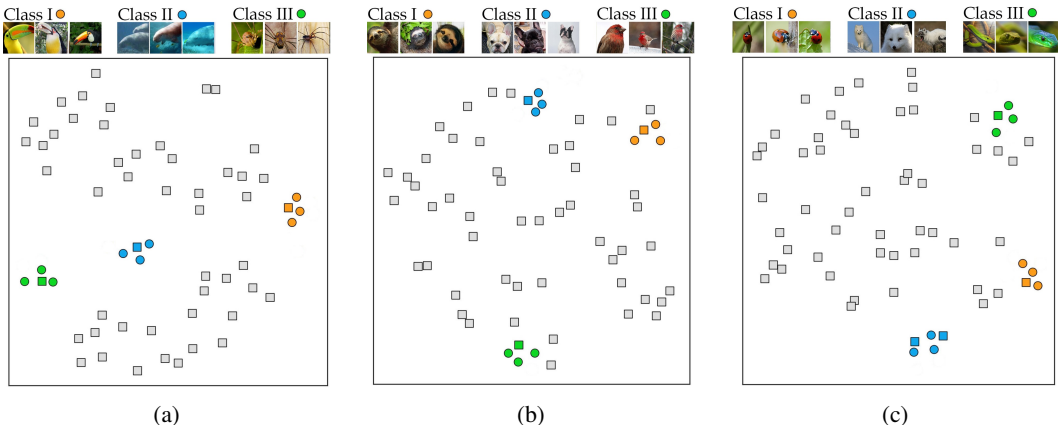 Class I Class II Class III
Class I Class II Class III
Class I Class II Class III
(a)
(b)
(c)